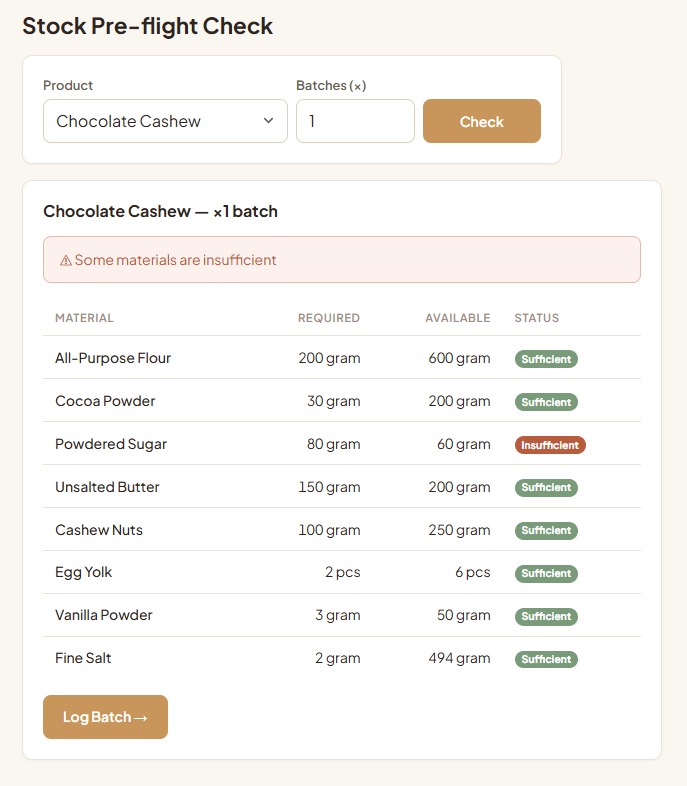 Stock Pre-flight Check
Product Batches (×)
Chocolate Cashew 1 Check
Chocolate Cashew — ×1 batch
⚠ Some materials are insufficient
MATERIAL REQUIRED AVAILABLE STATUS
All-Purpose Flour 200 gram 600 gram Sufficient
Cocoa Powder 30 gram 200 gram Sufficient
Powdered Sugar 80 gram 60 gram Insufficient
Unsalted Butter 150 gram 200 gram Sufficient
Cashew Nuts 100 gram 250 gram Sufficient
Egg Yolk 2 pcs 6 pcs Sufficient
Vanilla Powder 3 gram 50 gram Sufficient
Fine Salt 2 gram 494 gram Sufficient
Log Batch →